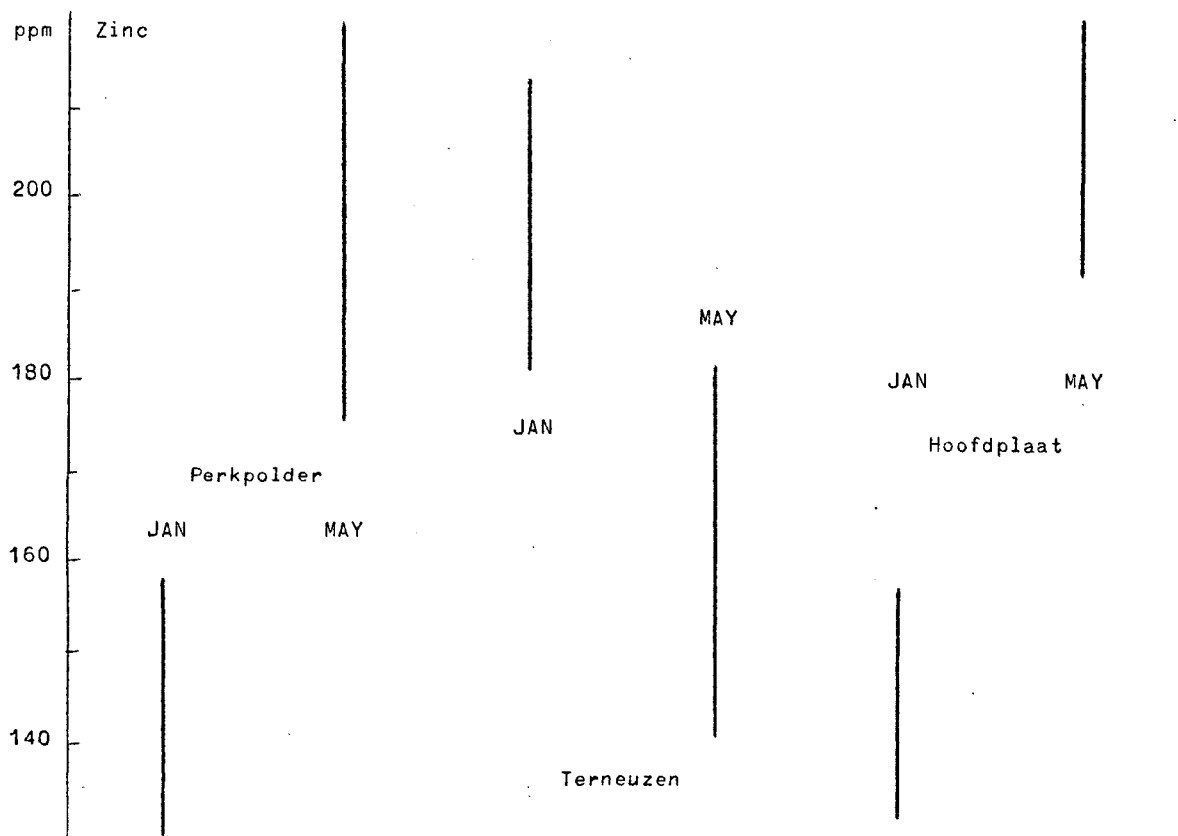 ppm Zinc
200
MAY
180
JAN MAY
JAN
Hoofdplaat
Perkpolder
JAN MAY
160
140
Terneuzen